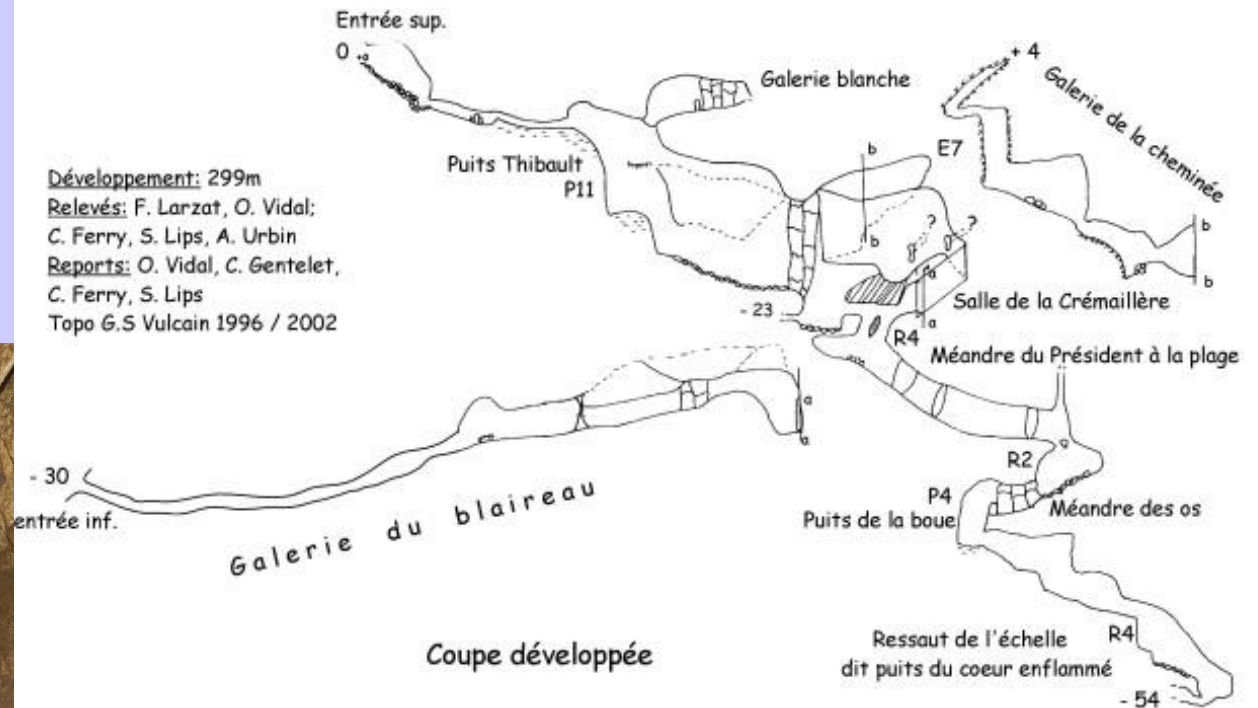 Entrée sup.
0
+ 4
Galerie de la cheminée
Galerie blanche
b
E7
Puits Thibault
P11
Développement: 299m
Relevés: F. Larzat, O. Vidal;
C. Ferry, S. Lips, A. Urbin
Reports: O. Vidal, C. Gentelet,
C. Ferry, S. Lips
Topo G.S Vulcain 1996 / 2002
b
?
?
b
b
a
Salle de la Crémaillère
- 23
a
R4
Méandre du Président à la plage
a
a
- 30
entrée inf.
Galerie du blaireau
R2
P4
Puits de la boue
Méandre des os
Coupe développée
Ressaut de l'échelle
dit puits du coeur enflammé
R4
- 54